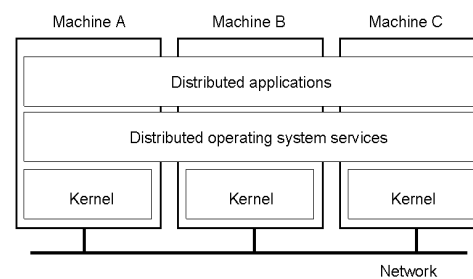 Machine A
Machine B
Machine C
Distributed applications
Distributed operating system services
Kernel
Kernel
Kernel
Network